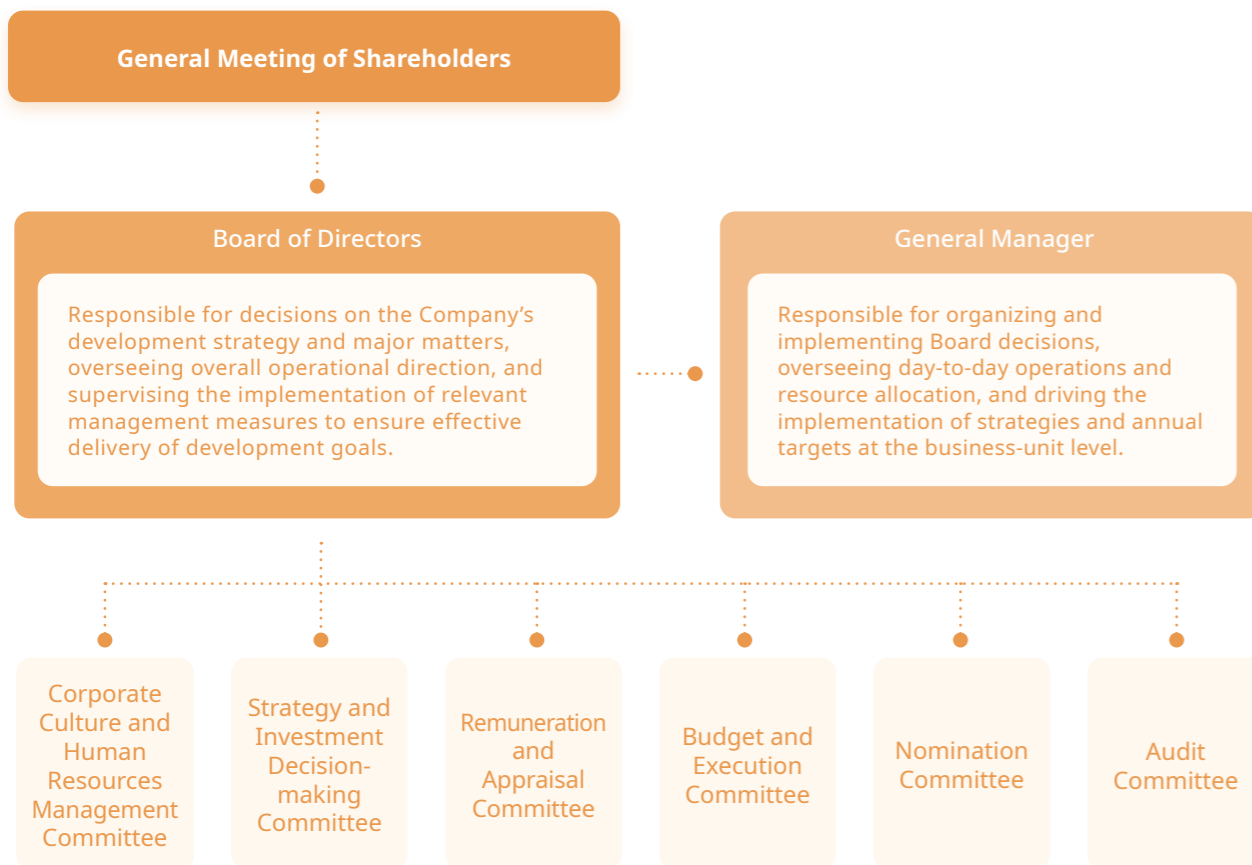 General Meeting of Shareholders
Board of Directors
Responsible for decisions on the Company’s
development strategy and major matters,
overseeing overall operational direction, and
supervising the implementation of relevant
management measures to ensure effective
delivery of development goals.
General Manager
Responsible for organizing and
implementing Board decisions,
overseeing day-to-day operations and
resource allocation, and driving the
implementation of strategies and annual
targets at the business-unit level.
Corporate
Culture and
Human
Resources
Management
Committee
Strategy and
Investment
Decision-
making
Committee
Remuneration
and
Appraisal
Committee
Budget and
Execution
Committee
Nomination
Committee
Audit
Committee